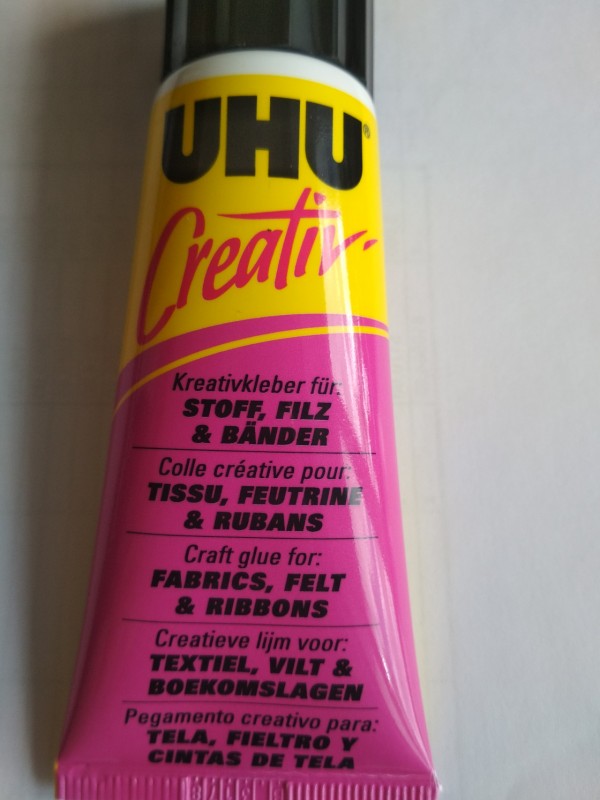 UHU®
Creativ
Kreativkleber für:
STOFF, FILZ
& BÄNDER
Colle créative pour:
TISSU, FEUTRINE
& RUBANS
Craft glue for:
FABRICS, FELT
& RIBBONS
Creatieve lijm voor:
TEXTIEL, VILT &
BOEKOMSLAGEN
Pegamento creativo para:
TELA, FIELTRO Y
CINTAS DE TELA